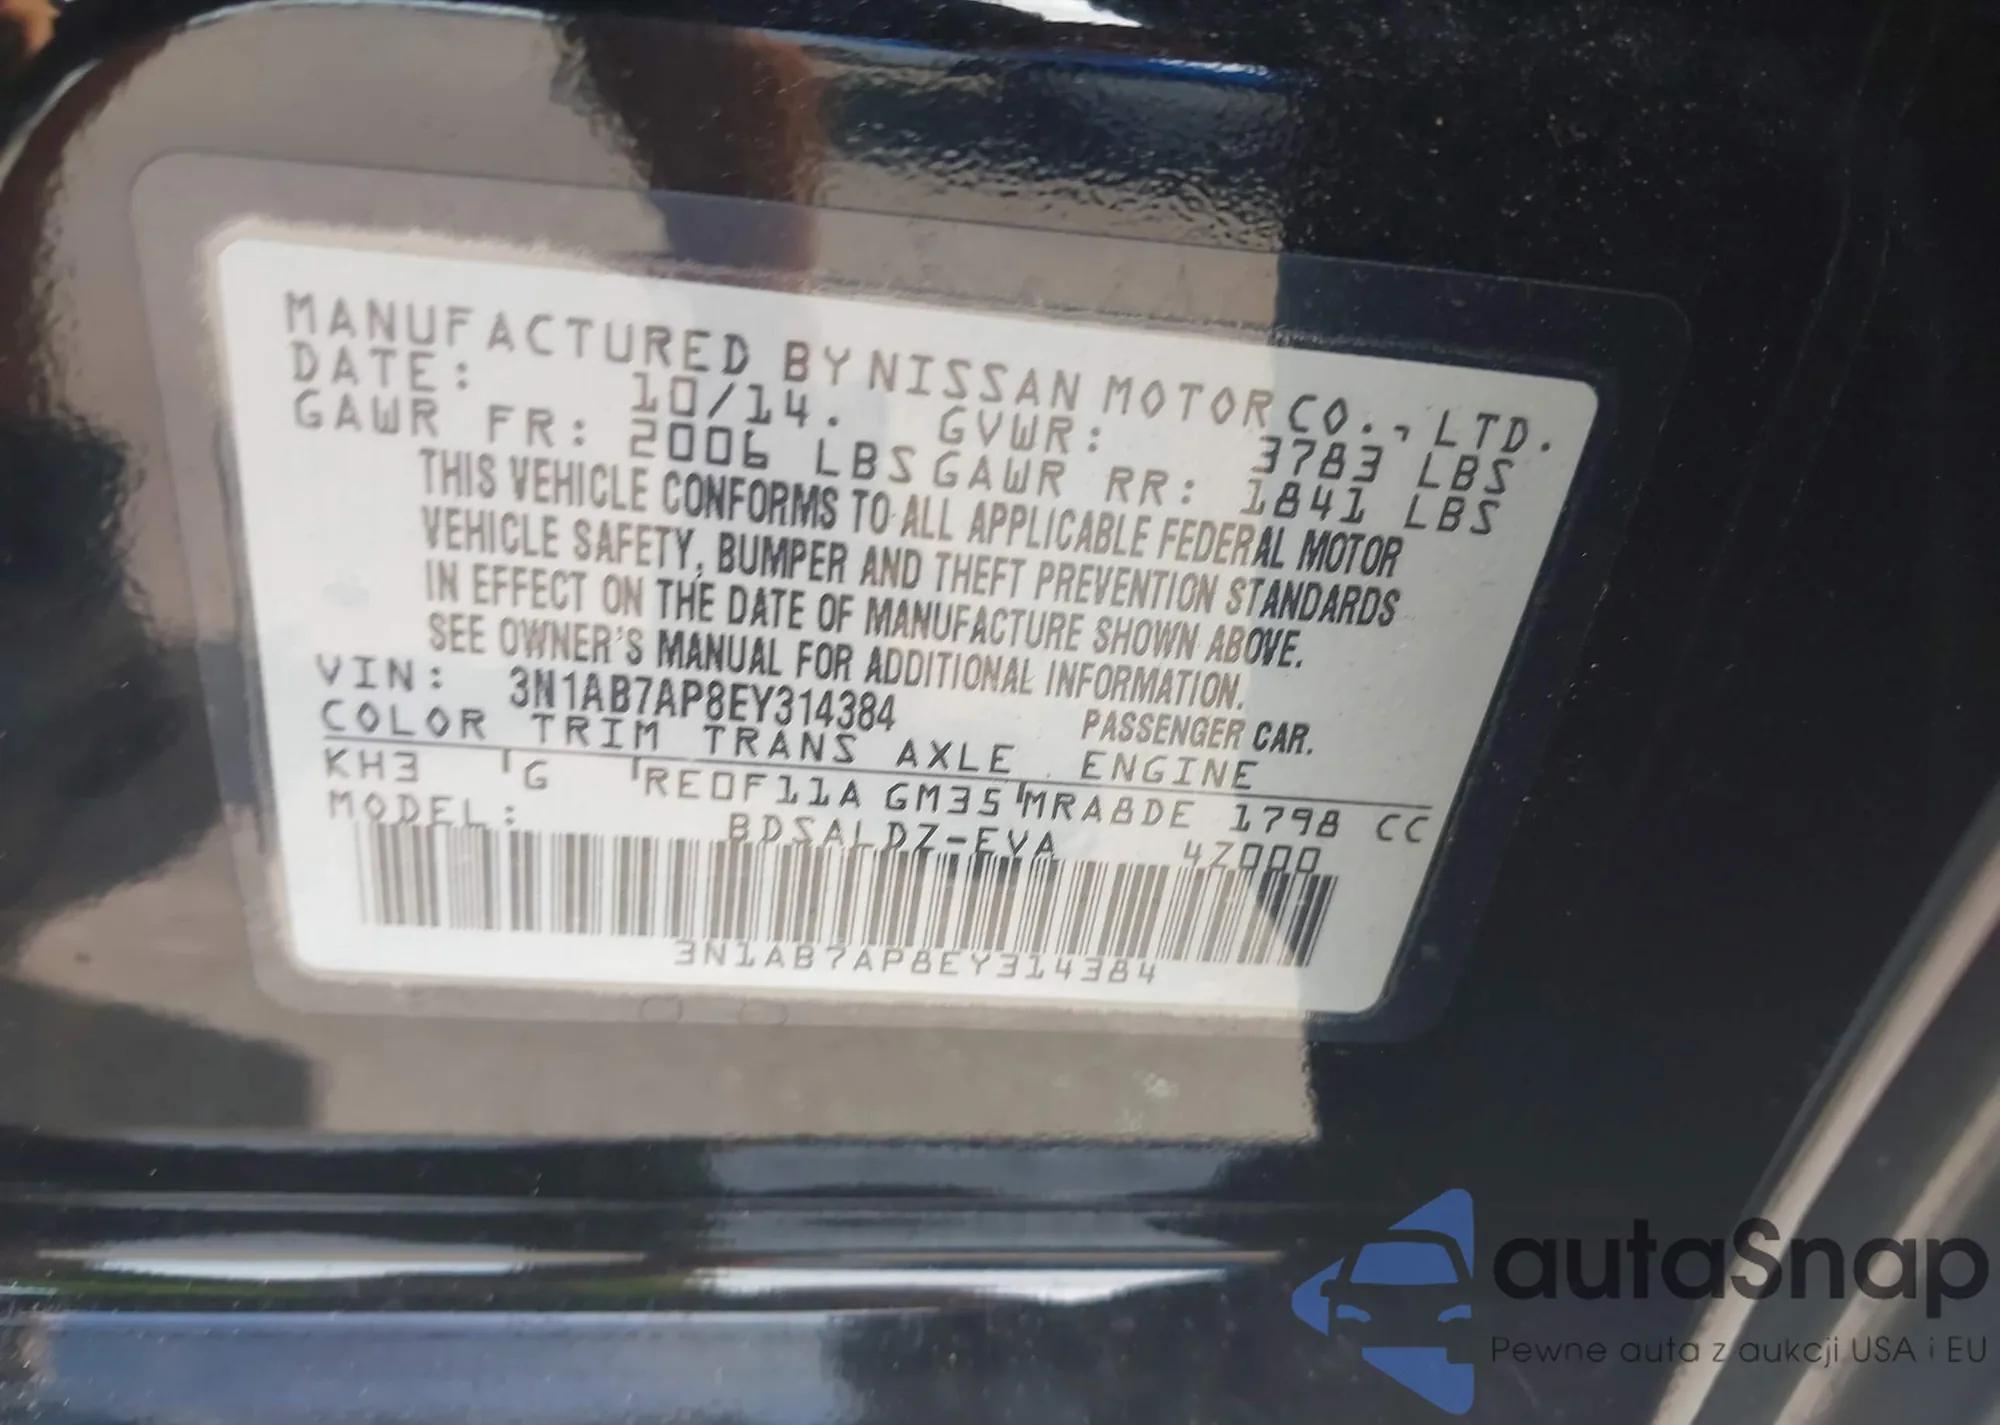 MANUFACTURED BY NISSAN MOTOR CO., LTD.
DATE: 10/14. GVWR: 3783 LBS
GAWR FR: 2006 LBS GAWR RR: 1841 LBS
THIS VEHICLE CONFORMS TO ALL APPLICABLE FEDERAL MOTOR
VEHICLE SAFETY, BUMPER AND THEFT PREVENTION STANDARDS
IN EFFECT ON THE DATE OF MANUFACTURE SHOWN ABOVE.
SEE OWNER'S MANUAL FOR ADDITIONAL INFORMATION.
VIN: 3N1AB7AP8EY314384 PASSENGER CAR.
COLOR TRIM TRANS AXLE ENGINE
KH3 G RE0F11A GM35 MRA8DE 1798 CC
MODEL: BDSALDZ-EVA 4Z000
3N1AB7AP8EY314384
autaSnap
Pewne auta z aukcji USA i EU